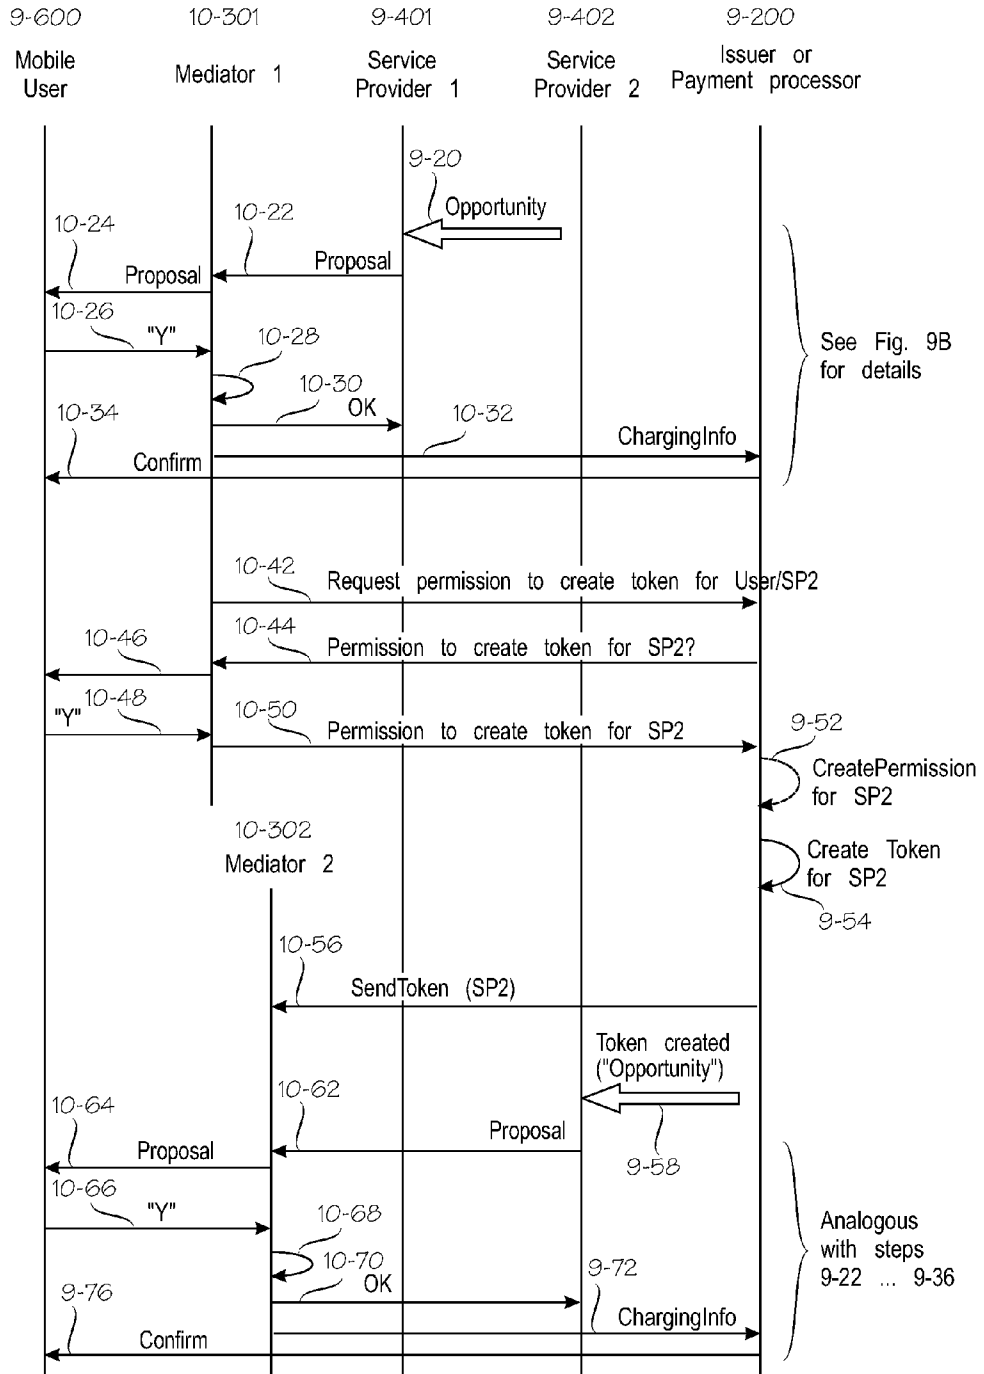 9-600 10-301 9-401 9-402 9-200
Mobile
User
Mediator 1
Service
Provider 1
Service
Provider 2
Issuer or
Payment processor
9-20
Opportunity
10-22
Proposal
10-24
Proposal
10-26
"Y"
10-28
10-30
OK
10-32
ChargingInfo
10-34
Confirm
See Fig. 9B
for details
10-42
Request permission to create token for User/SP2
10-44
Permission to create token for SP2?
10-46
10-48
"Y"
10-50
Permission to create token for SP2
9-52
CreatePermission
for SP2
Create Token
for SP2
9-54
10-302
Mediator 2
10-56
SendToken (SP2)
Token created
("Opportunity")
9-58
10-62
Proposal
10-64
Proposal
10-66
"Y"
10-68
10-70
OK
9-72
ChargingInfo
9-76
Confirm
Analogous
with steps
9-22 ... 9-36